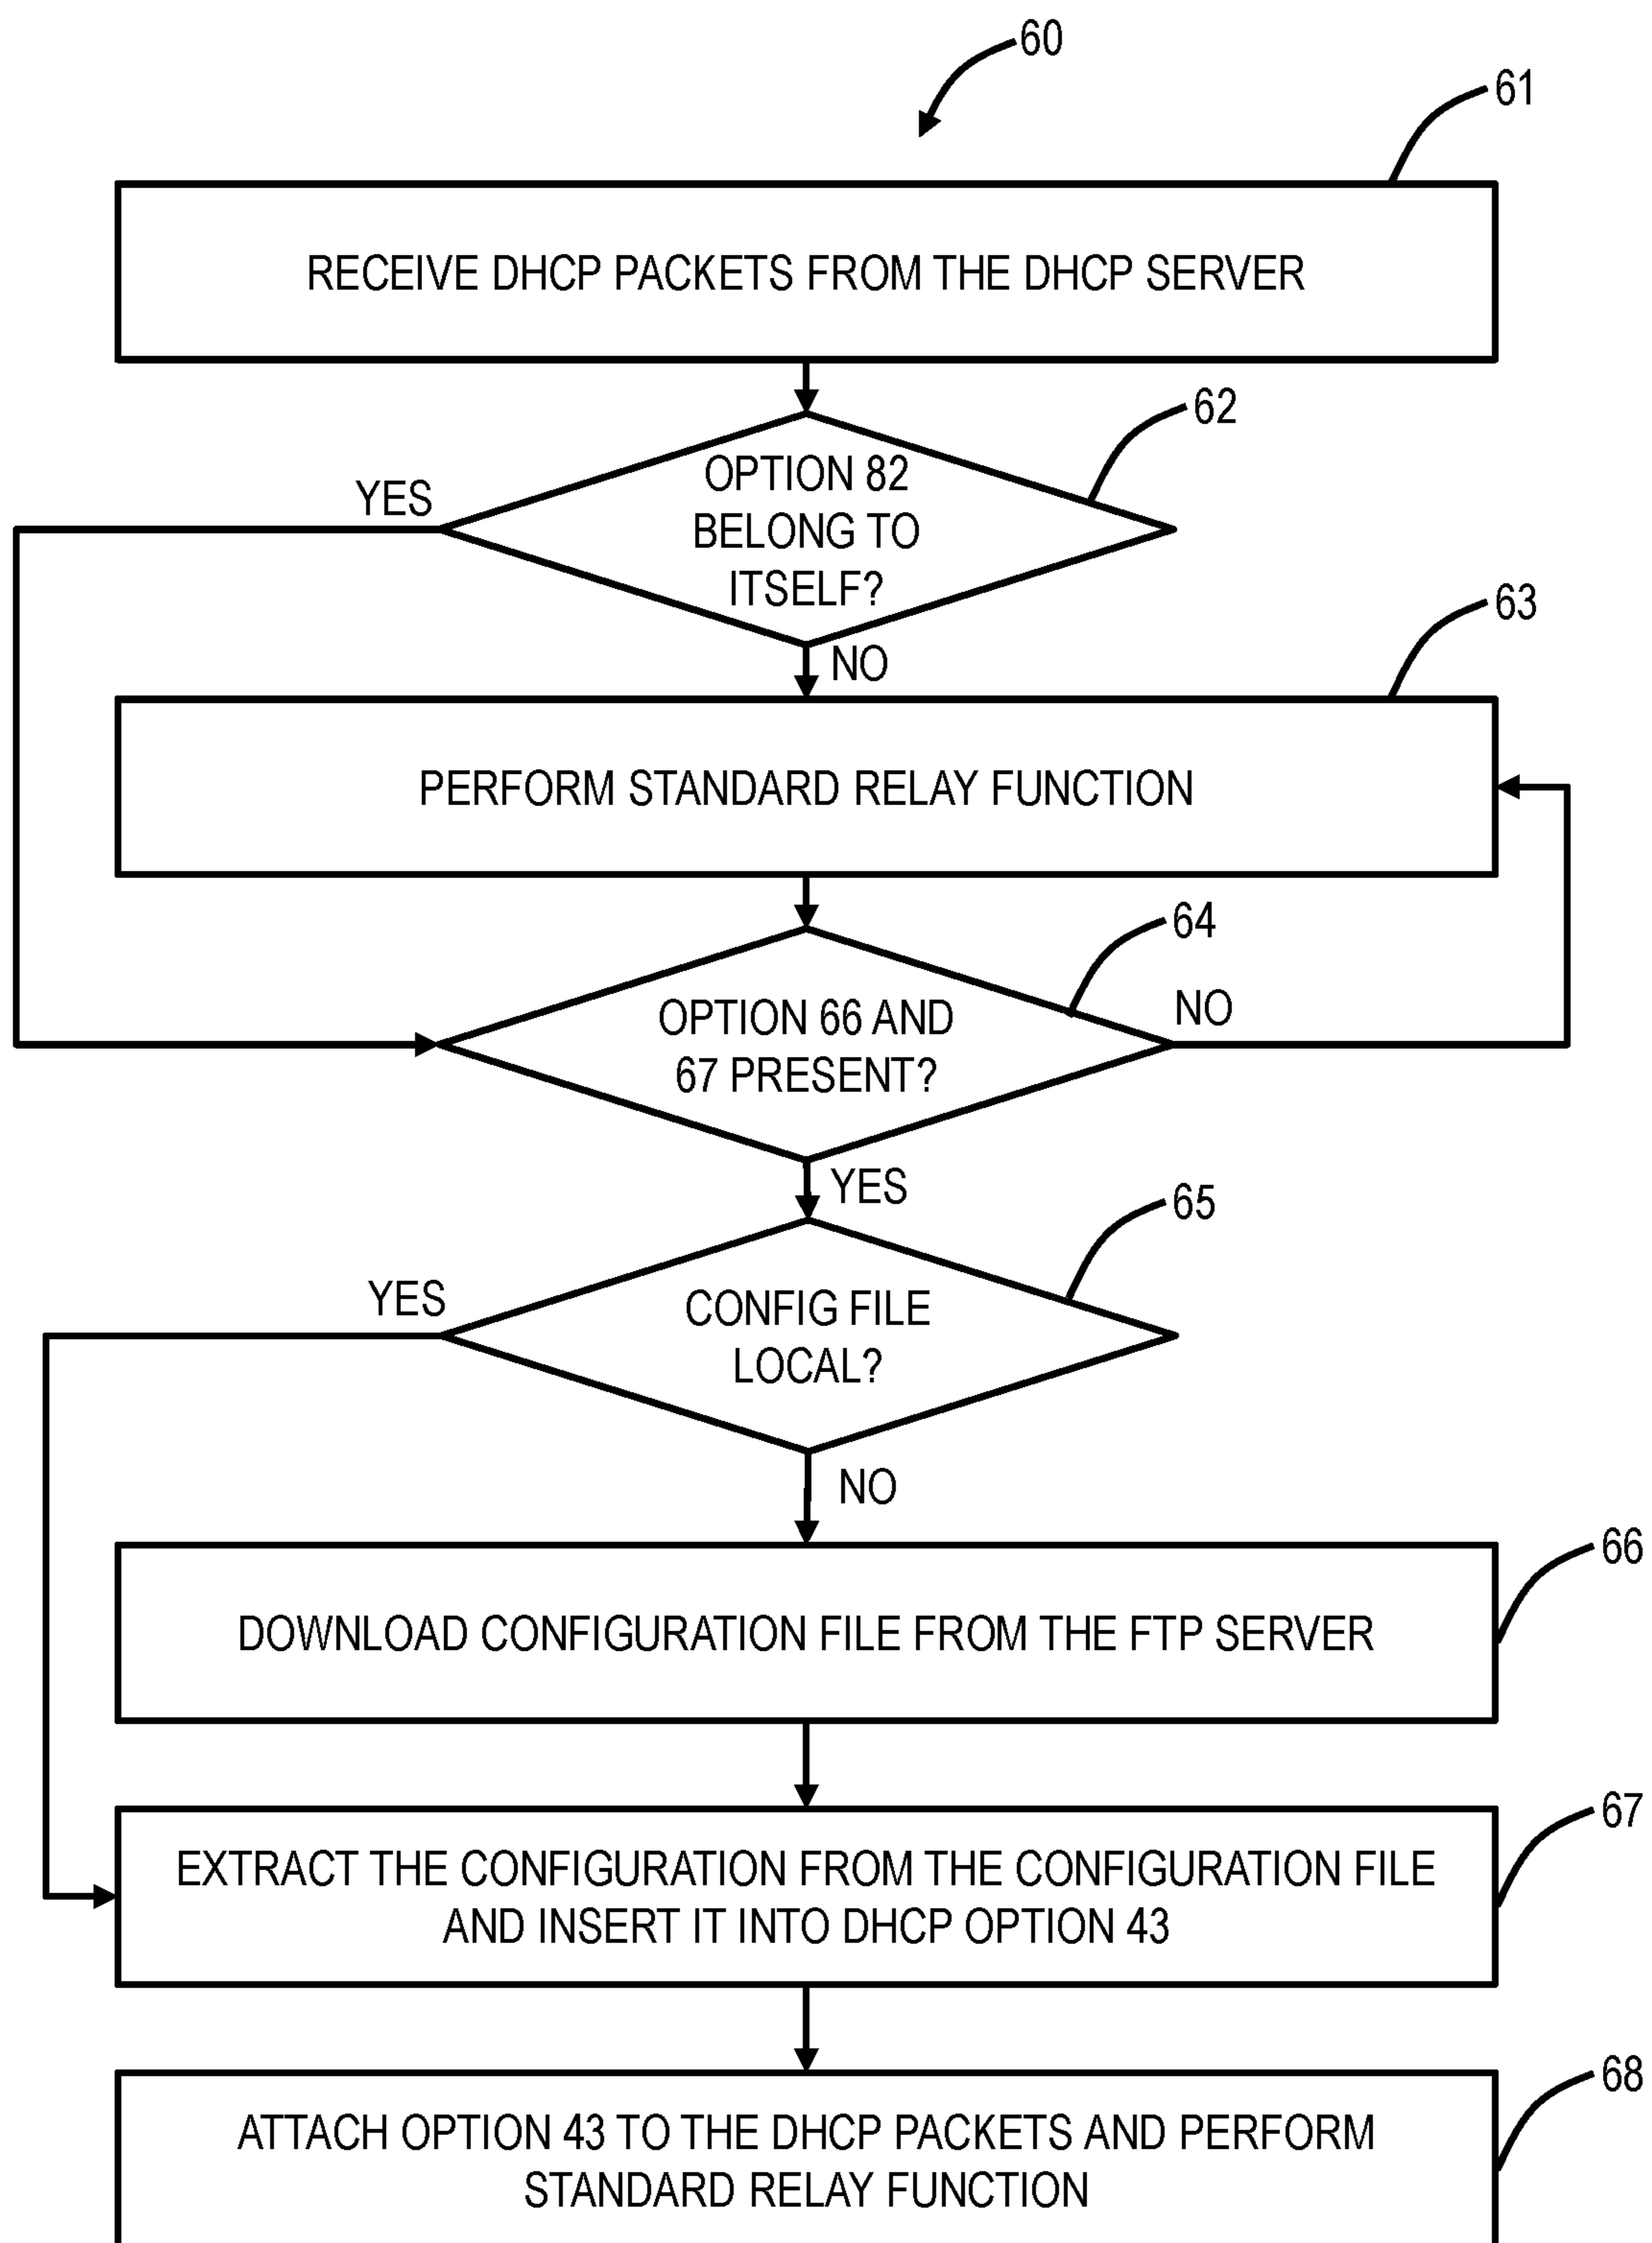 60
61
RECEIVE DHCP PACKETS FROM THE DHCP SERVER
62
YES
OPTION 82
BELONG TO
ITSELF?
NO
63
PERFORM STANDARD RELAY FUNCTION
64
OPTION 66 AND
67 PRESENT?
NO
YES
65
YES
CONFIG FILE
LOCAL?
NO
66
DOWNLOAD CONFIGURATION FILE FROM THE FTP SERVER
67
EXTRACT THE CONFIGURATION FROM THE CONFIGURATION FILE
AND INSERT IT INTO DHCP OPTION 43
68
ATTACH OPTION 43 TO THE DHCP PACKETS AND PERFORM
STANDARD RELAY FUNCTION